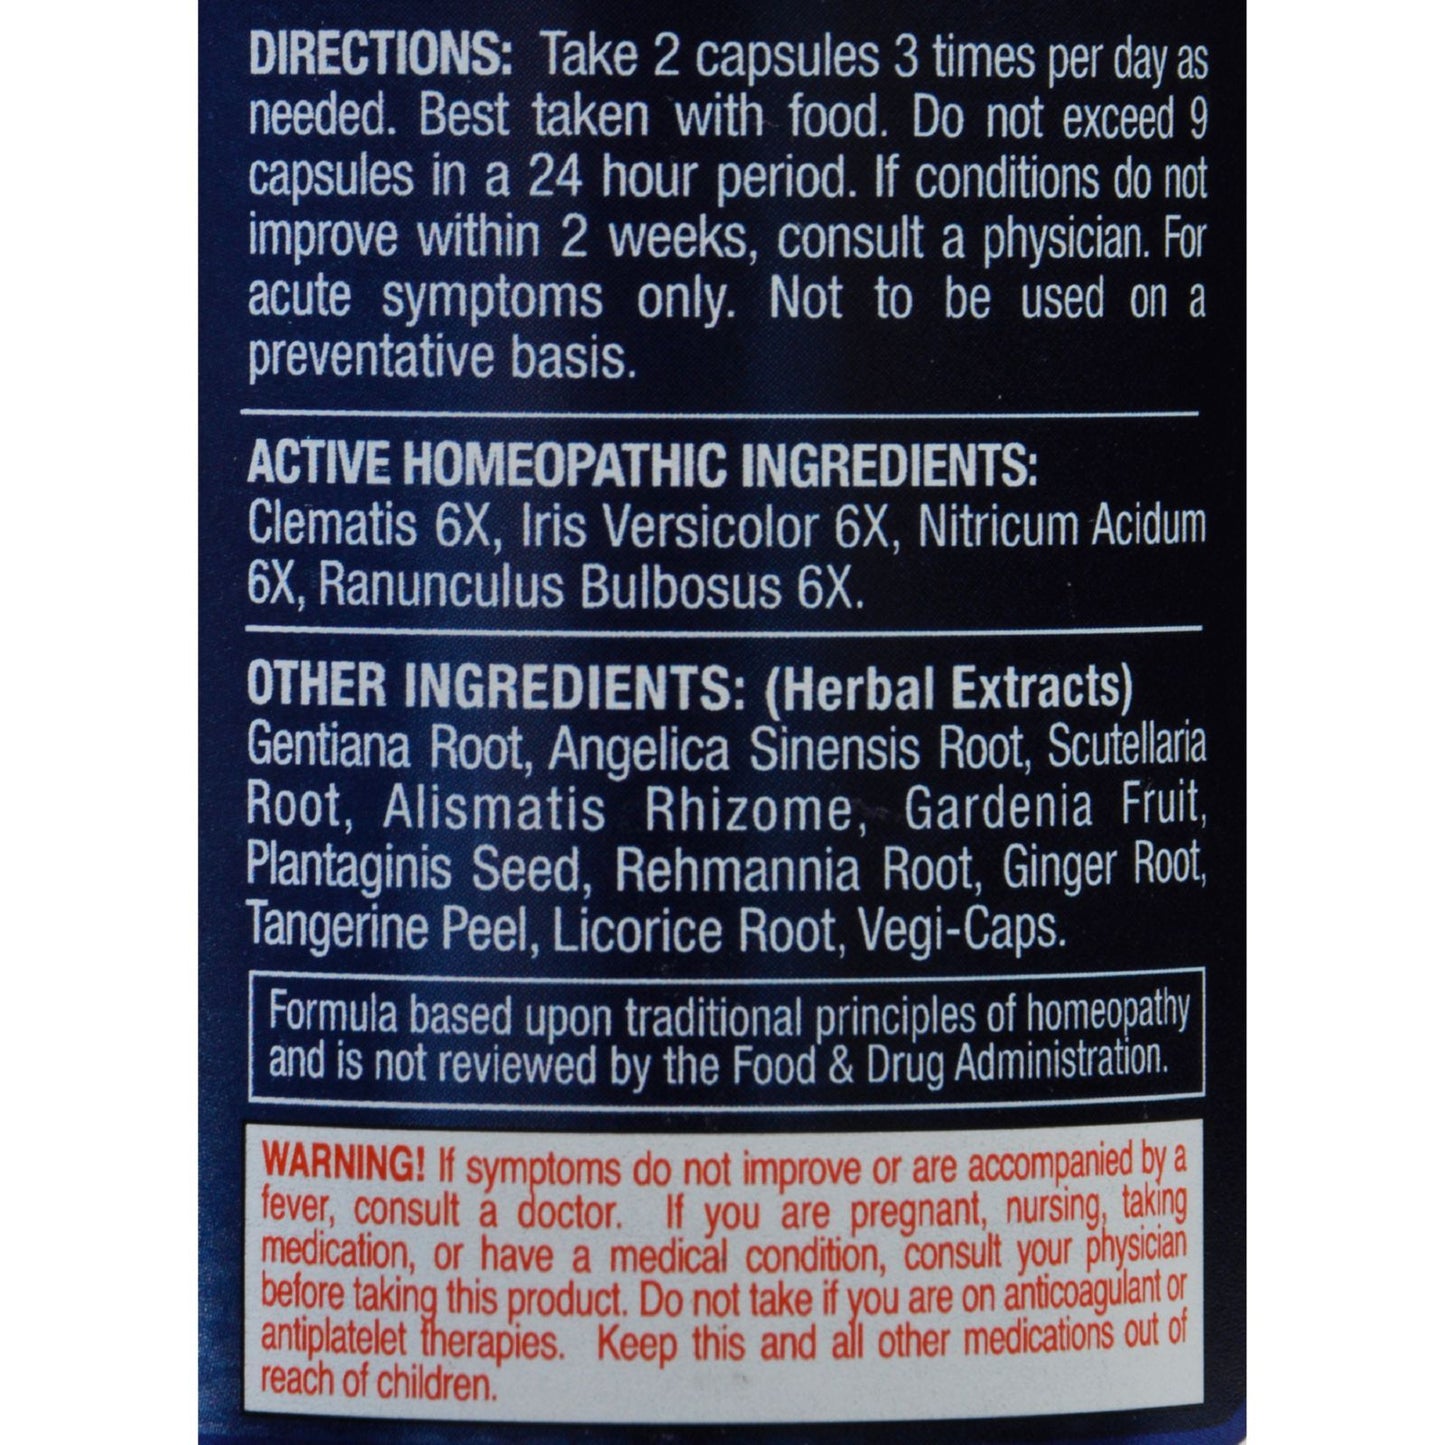 DIRECTIONS: Take 2 capsules 3 times per day as
needed. Best taken with food. Do not exceed 9
capsules in a 24 hour period. If conditions do not
improve within 2 weeks, consult a physician. For
acute symptoms only. Not to be used on a
preventative basis.
ACTIVE HOMEOPATHIC INGREDIENTS:
Clematis 6X, Iris Versicolor 6X, Nitricum Acidum
6X, Ranunculus Bulbosus 6X.
OTHER INGREDIENTS: (Herbal Extracts)
Gentiana Root, Angelica Sinensis Root, Scutellaria
Root, Alismatis Rhizome, Gardenia Fruit,
Plantaginis Seed, Rehmannia Root, Ginger Root,
Tangerine Peel, Licorice Root, Vegi-Caps.
Formula based upon traditional principles of homeopathy
and is not reviewed by the Food & Drug Administration.
WARNING! If symptoms do not improve or are accompanied by a
fever, consult a doctor. If you are pregnant, nursing, taking
medication, or have a medical condition, consult your physician
before taking this product. Do not take if you are on anticoagulant or
antiplatelet therapies. Keep this and all other medications out of
reach of children.